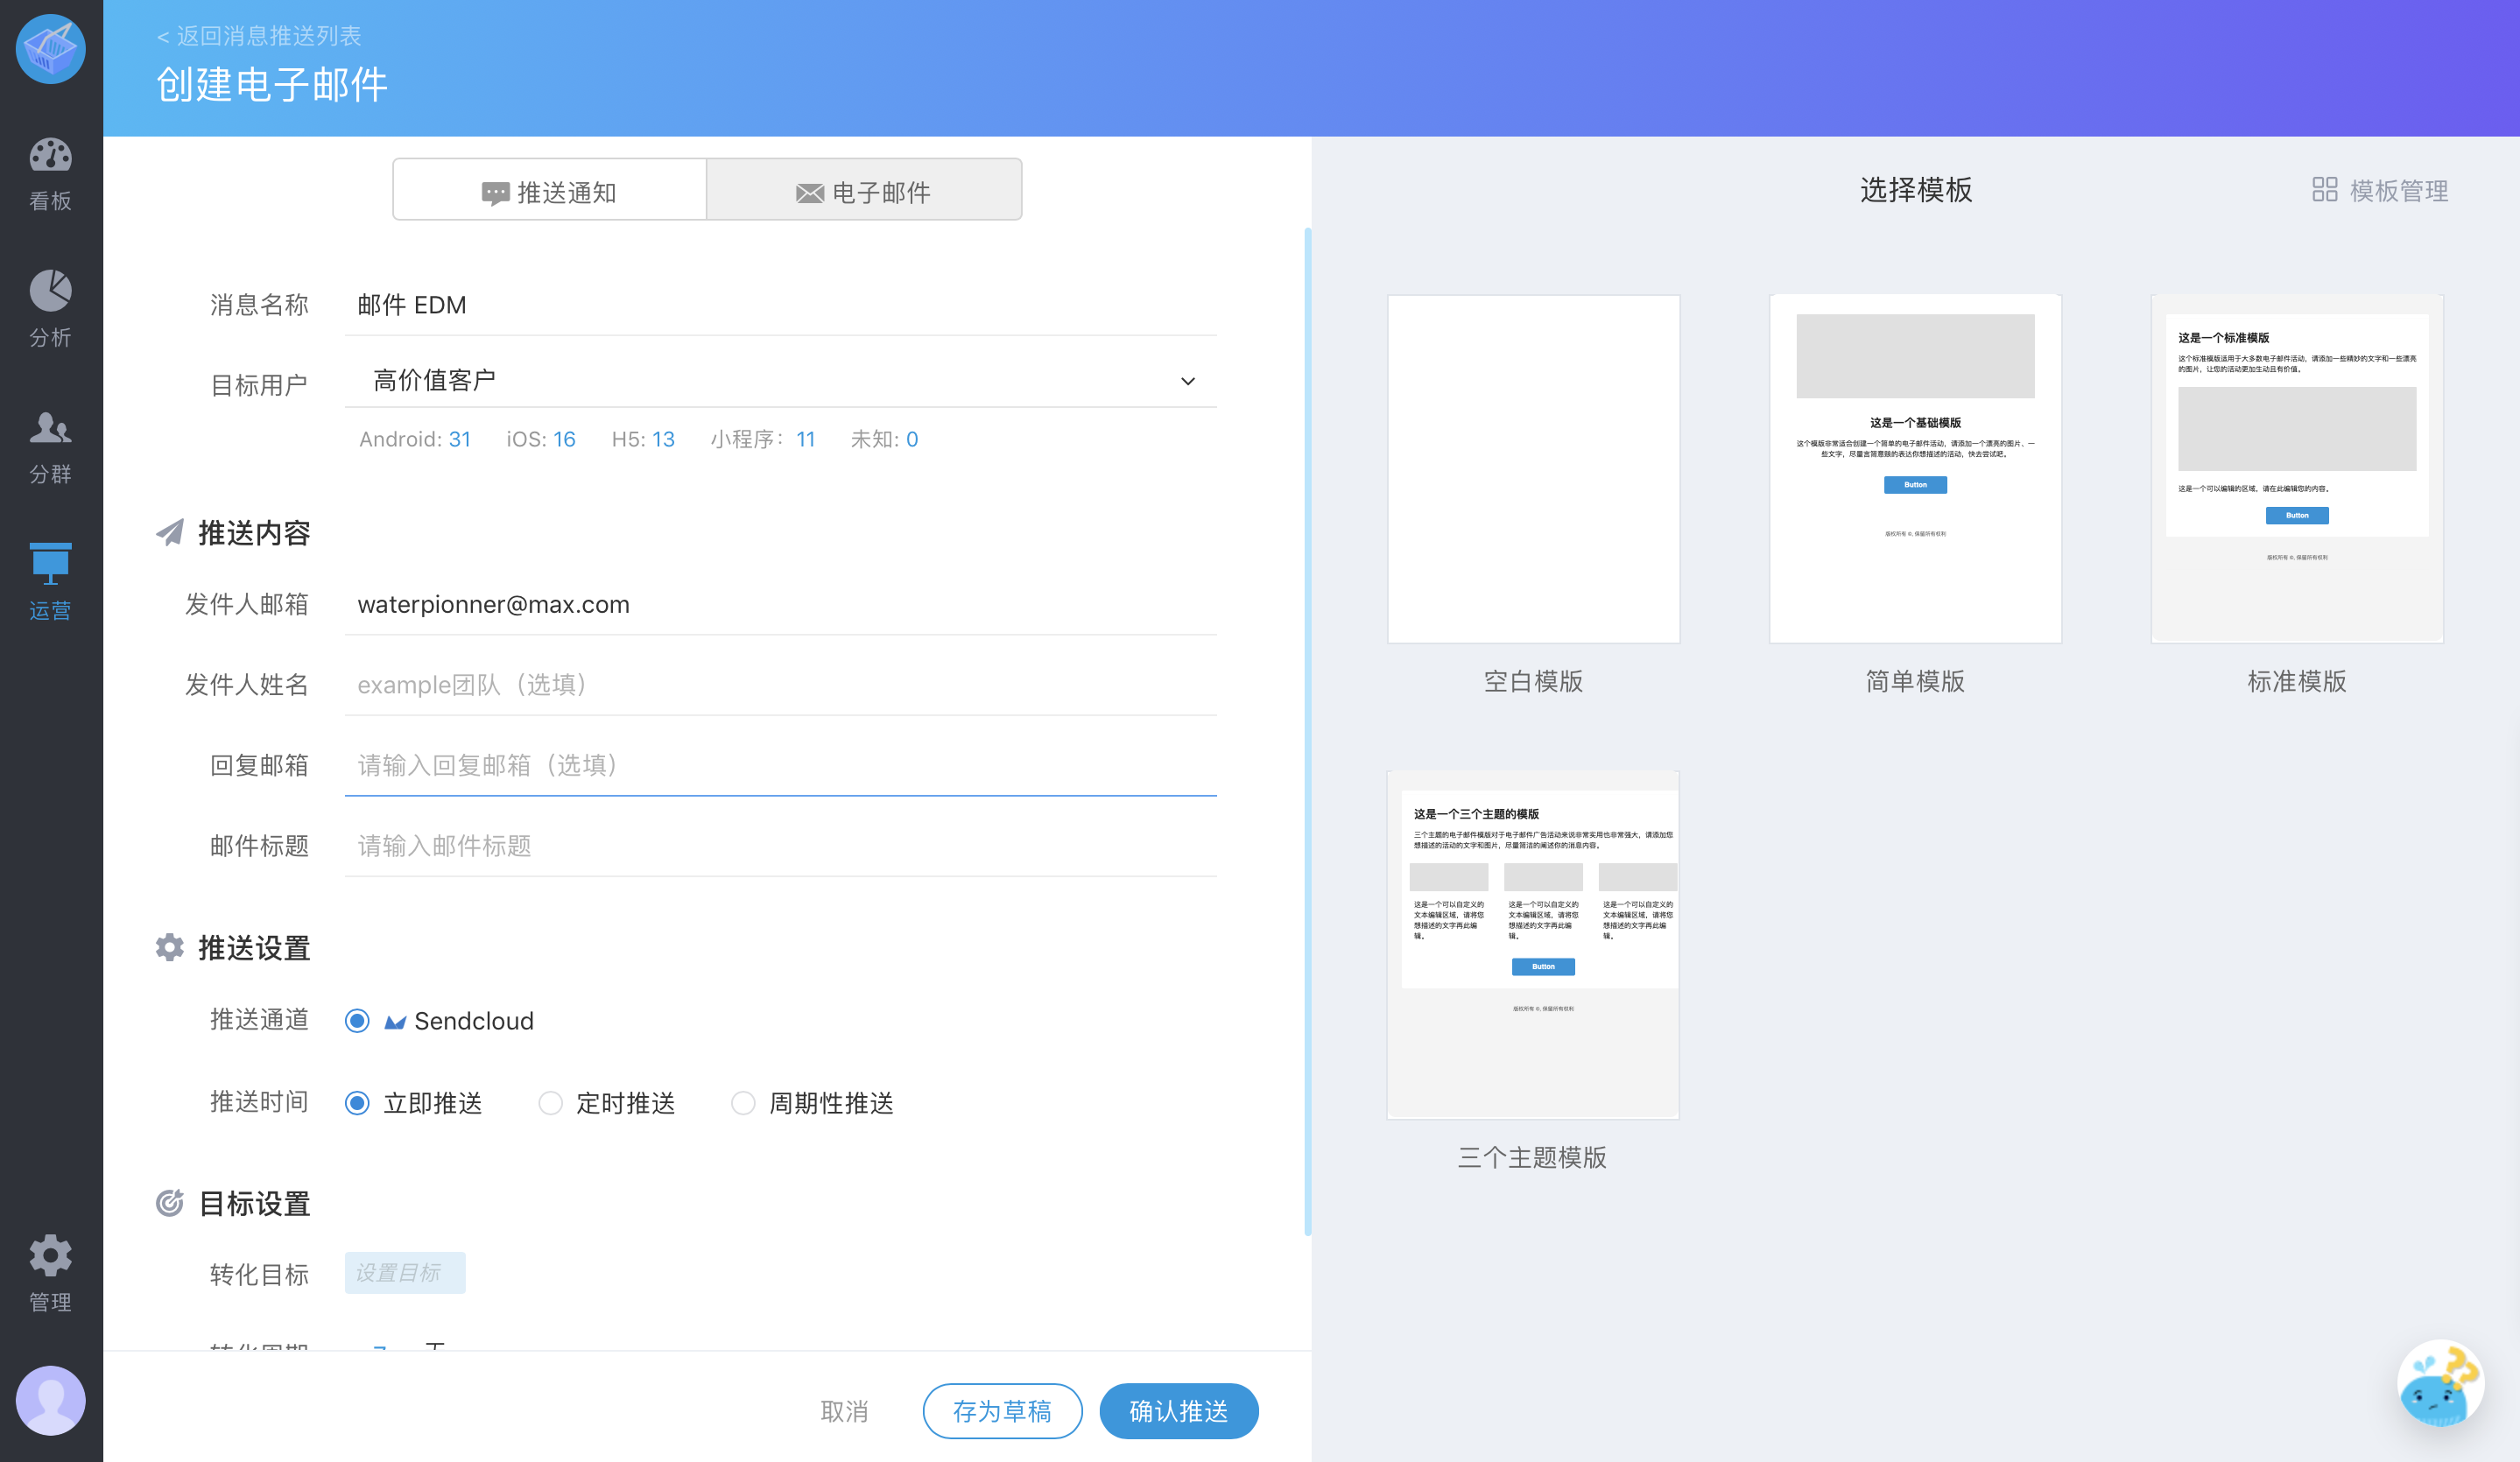 < 返回消息推送列表
创建电子邮件
看板
分析
分群
运营
管理
推送通知
电子邮件
消息名称
邮件 EDM
目标用户
高价值客户
Android: 31 iOS: 16 H5: 13 小程序: 11 未知: 0
推送内容
发件人邮箱
waterpionner@max.com
发件人姓名
example团队（选填）
回复邮箱
请输入回复邮箱（选填）
邮件标题
请输入邮件标题
推送设置
推送通道
Sendcloud
推送时间
立即推送
定时推送
周期性推送
目标设置
转化目标
设置目标
取消
存为草稿
确认推送
选择模板
模板管理
空白模版
这是一个基础模版
这个模版非常适合创建一个简单的电子邮件活动，请添加一个漂亮的图片、一
些文字，尽量言简意赅的表达你想描述的活动，快去尝试吧。
Button
版权所有 ©, 保留所有权利
简单模版
这是一个标准模版
这个标准模版适用于大多数电子邮件活动，请添加一些精妙的文字和一些漂亮
的图片，让您的活动更加生动且有价值。
这是一个可以编辑的区域，请在此编辑您的内容。
Button
版权所有 ©, 保留所有权利
标准模版
这是一个三个主题的模版
三个主题的电子邮件模版对于电子邮件广告活动来说非常实用也非常强大，请添加您
想描述的活动的文字和图片，尽量简洁的阐述你的消息内容。
这是一个可以自定义的
文本编辑区域，请将您
想描述的文字再此编
辑。
这是一个可以自定义的
文本编辑区域，请将您
想描述的文字再此编
辑。
这是一个可以自定义的
文本编辑区域，请将您
想描述的文字再此编
辑。
Button
版权所有 ©, 保留所有权利
三个主题模版